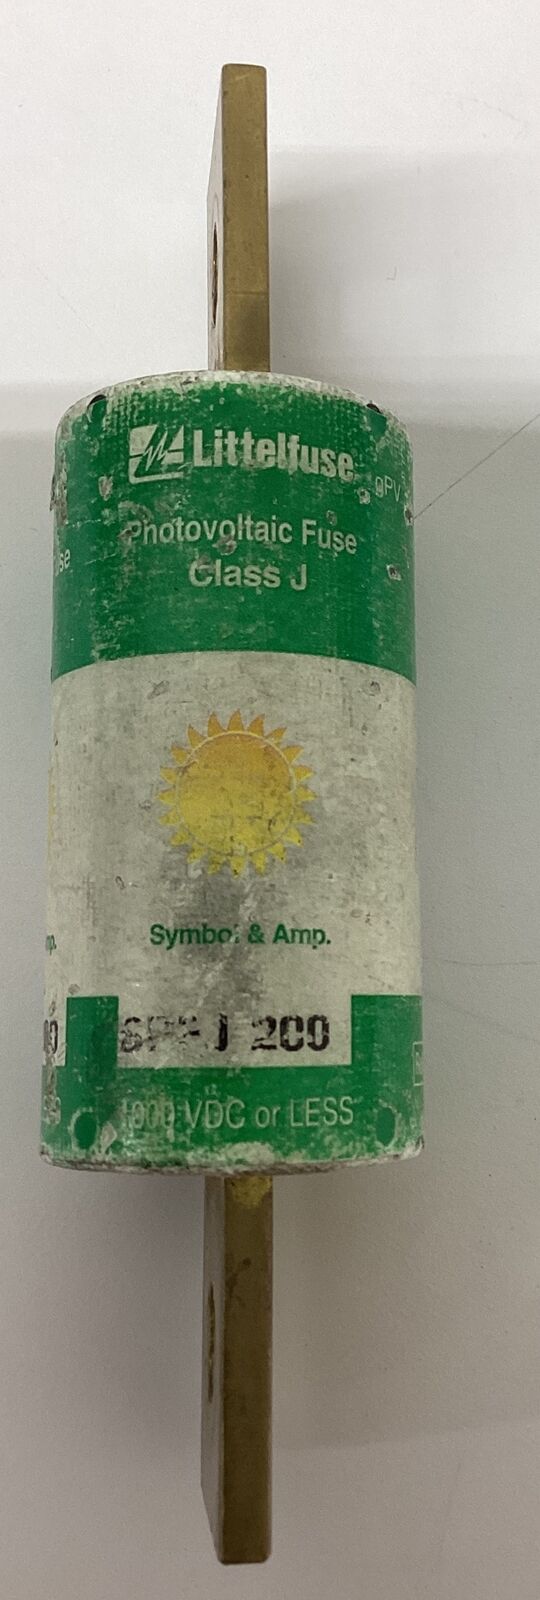 Littelfuse
gPV
Photovoltaic Fuse
Class J
Symbol & Amp.
SPFJ 200
1000 VDC or LESS